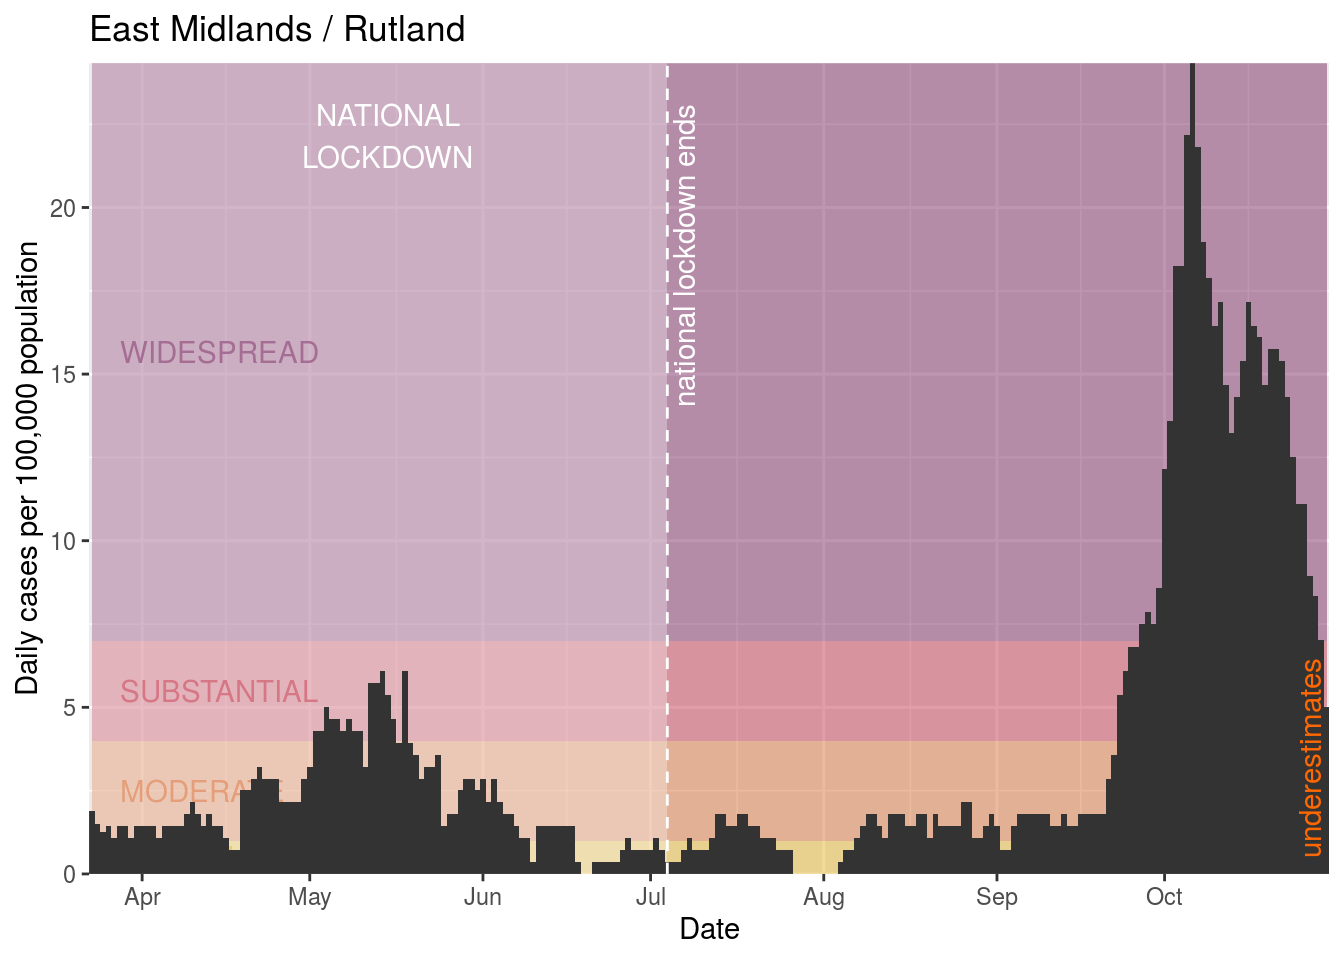 East Midlands / Rutland
NATIONAL
LOCKDOWN
national lockdown ends
WIDESPREAD
SUBSTANTIAL
MODERATE
underestimates
Daily cases per 100,000 population
20
15
10
5
0
Apr
May
Jun
Jul
Aug
Sep
Oct
Date